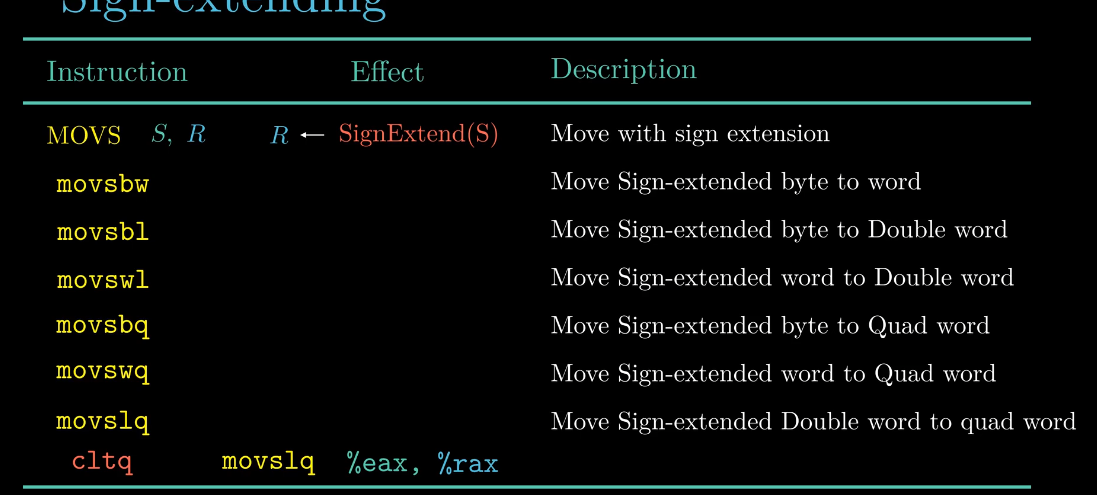 Sign-extending
Instruction Effect Description
MOVS S, R R ← SignExtend(S) Move with sign extension
movsbw Move Sign-extended byte to word
movsbl Move Sign-extended byte to Double word
movswl Move Sign-extended word to Double word
movsbq Move Sign-extended byte to Quad word
movswq Move Sign-extended word to Quad word
movslq Move Sign-extended Double word to quad word
cltq movslq %eax, %rax